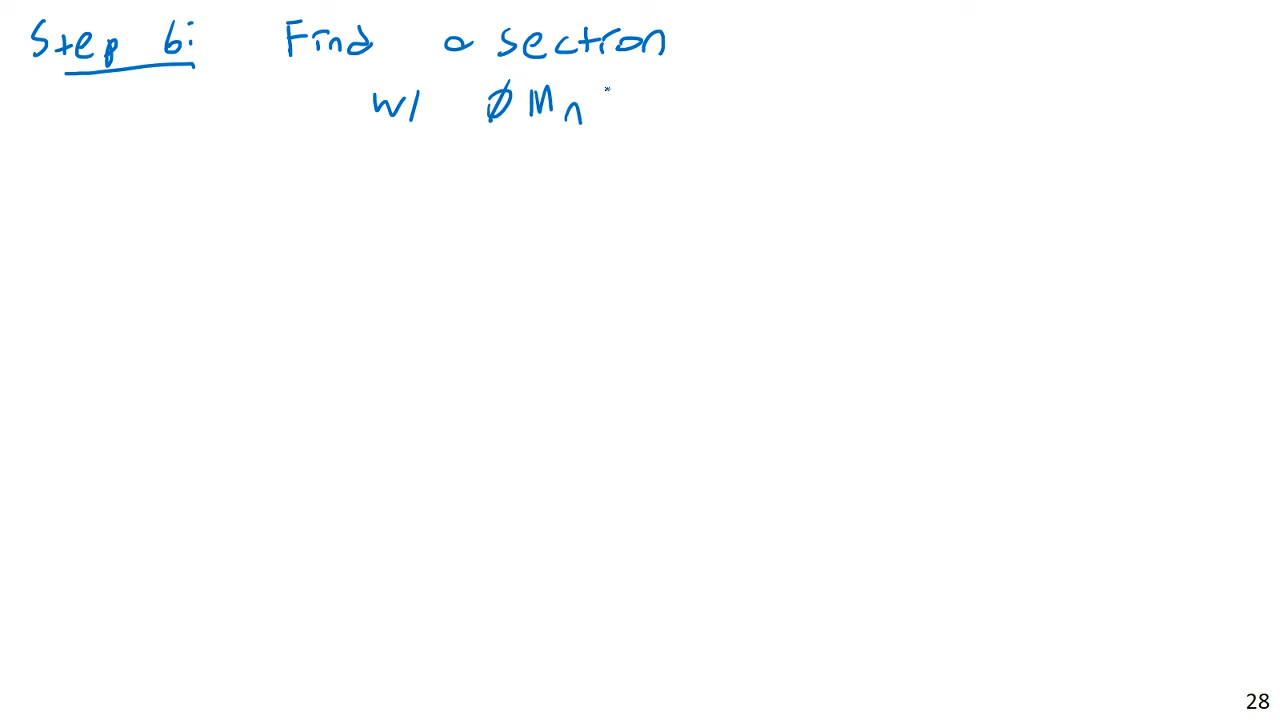 Step 6: Find a section
w/ ϕMn
28